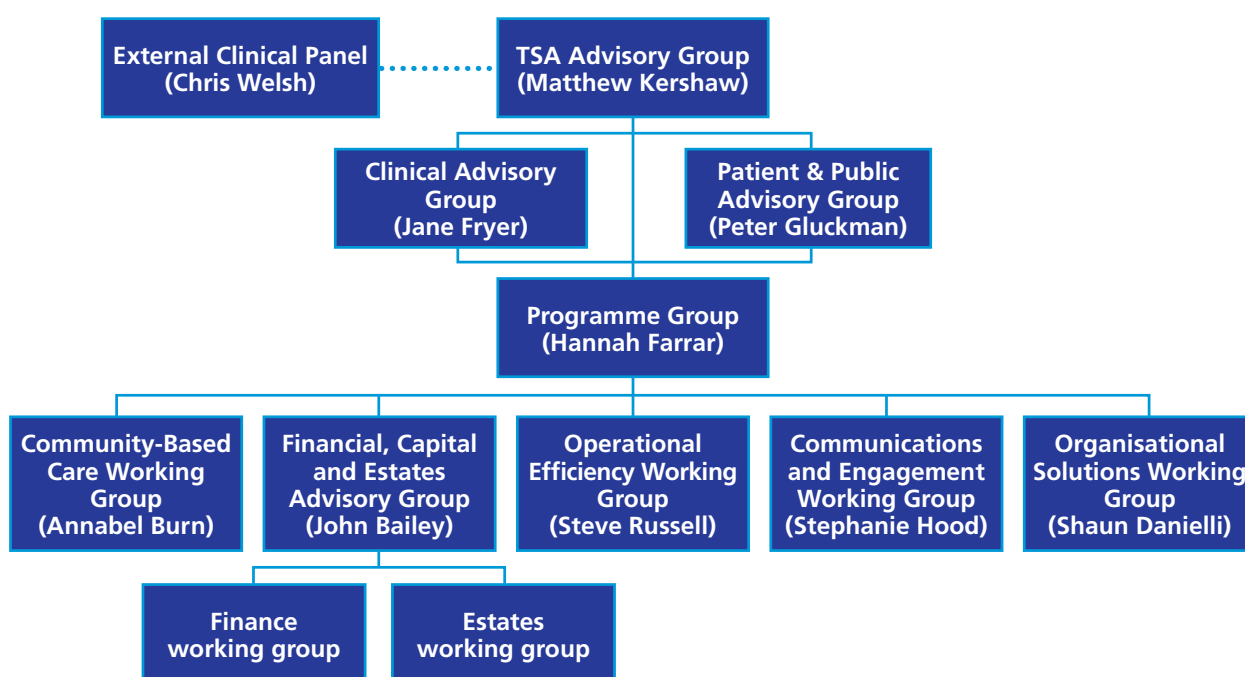 External Clinical Panel
(Chris Welsh)
TSA Advisory Group
(Matthew Kershaw)
Clinical Advisory
Group
(Jane Fryer)
Patient & Public
Advisory Group
(Peter Gluckman)
Programme Group
(Hannah Farrar)
Community-Based
Care Working
Group
(Annabel Burn)
Financial, Capital
and Estates
Advisory Group
(John Bailey)
Operational
Efficiency Working
Group
(Steve Russell)
Communications
and Engagement
Working Group
(Stephanie Hood)
Organisational
Solutions Working
Group
(Shaun Danielli)
Finance
working group
Estates
working group